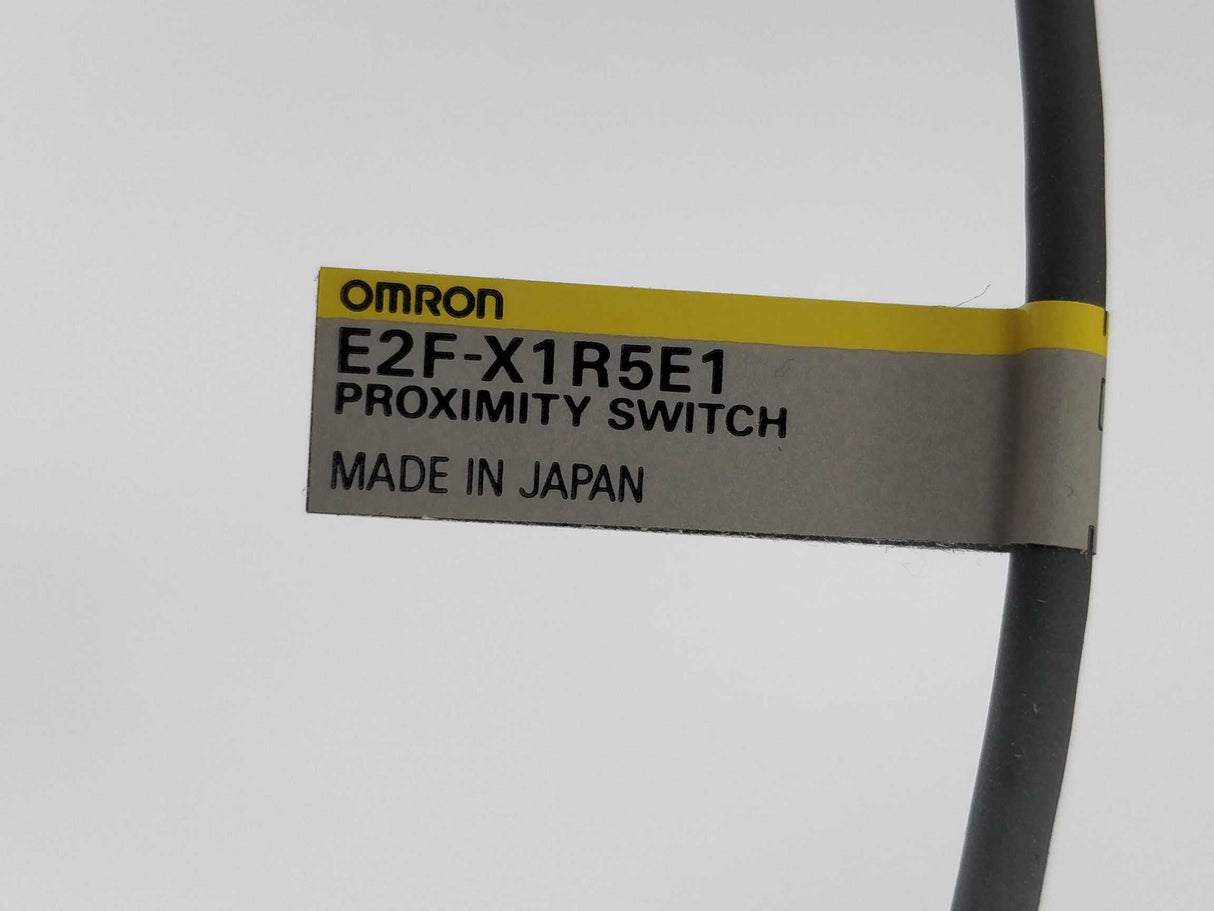 OMRON
E2F-X1R5E1
PROXIMITY SWITCH
MADE IN JAPAN